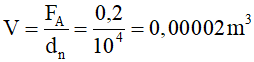 V = F_A / d_n = 0,2 / 10^4 = 0,00002 m^3